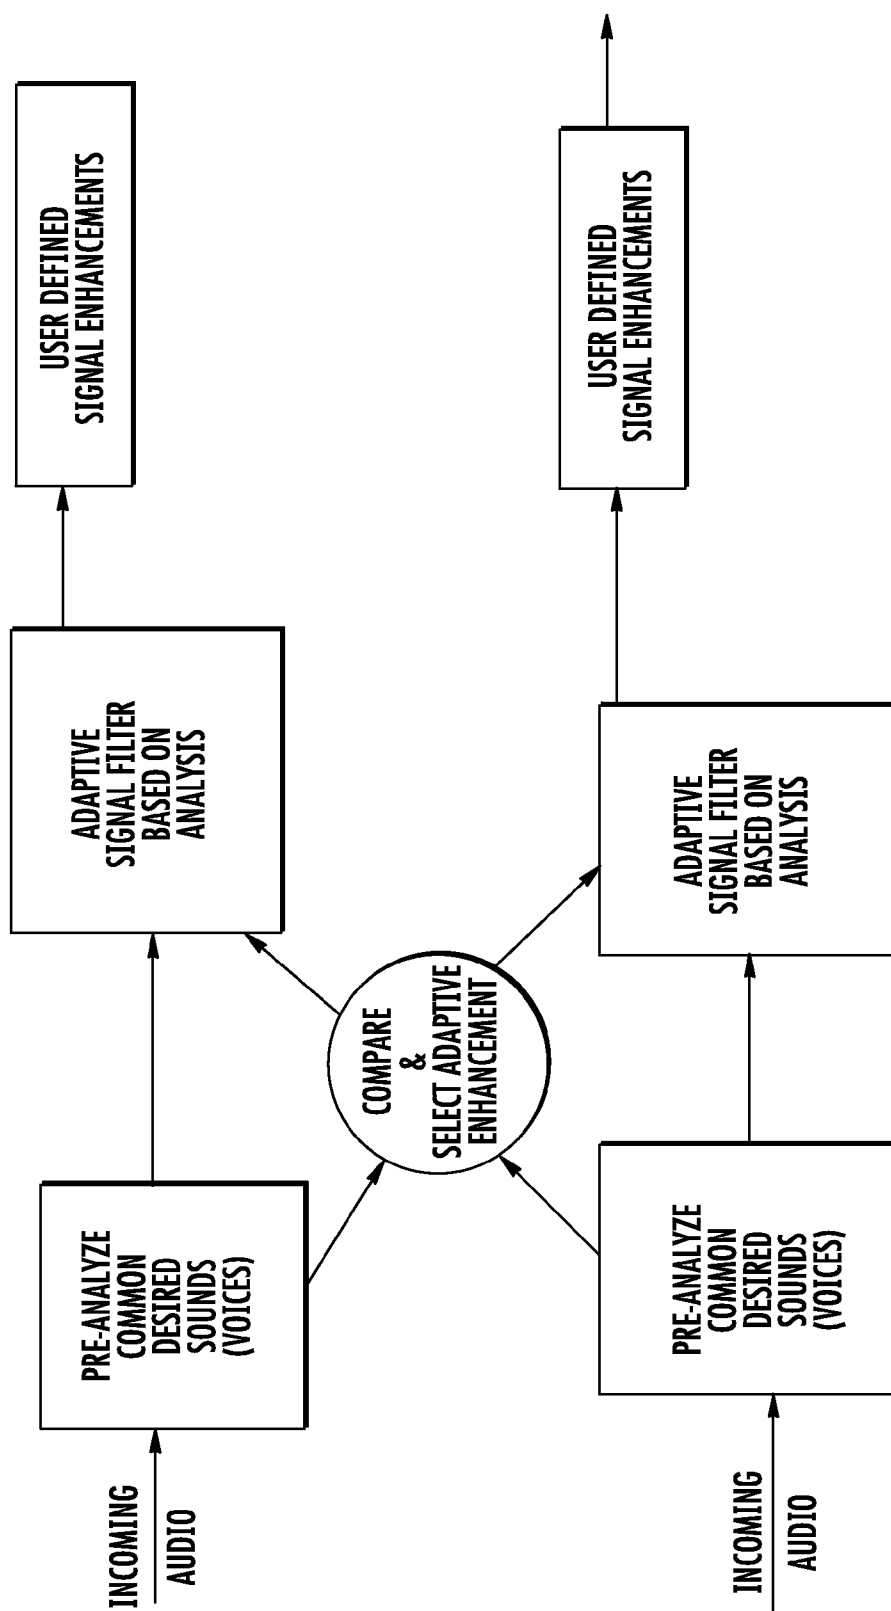 INCOMING
AUDIO
PRE-ANALYZE
COMMON
DESIRED
SOUNDS
(VOICES)
ADAPTIVE
SIGNAL FILTER
BASED ON
ANALYSIS
USER DEFINED
SIGNAL ENHANCEMENTS
COMPARE
&
SELECT ADAPTIVE
ENHANCEMENT
INCOMING
AUDIO
PRE-ANALYZE
COMMON
DESIRED
SOUNDS
(VOICES)
ADAPTIVE
SIGNAL FILTER
BASED ON
ANALYSIS
USER DEFINED
SIGNAL ENHANCEMENTS